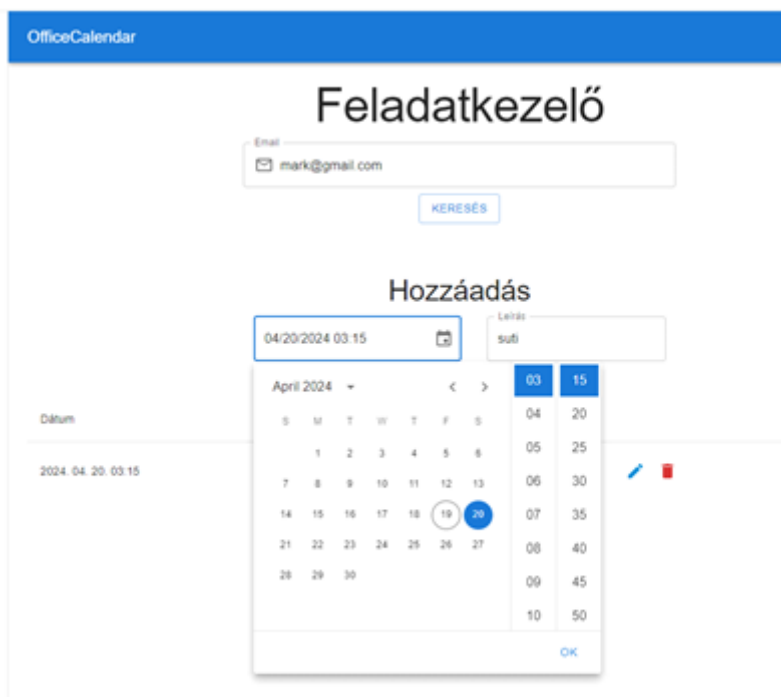 OfficeCalendar
Feladatkezelő
Email
mark@gmail.com
KERESÉS
Hozzáadás
04/20/2024 03:15
Leírás
suti
April 2024
S M T W T F S
1 2 3 4 5 6
7 8 9 10 11 12 13
14 15 16 17 18 19 20
21 22 23 24 25 26 27
28 29 30
03 15
04 20
05 25
06 30
07 35
08 40
09 45
10 50
OK
Dátum
2024. 04. 20. 03:15